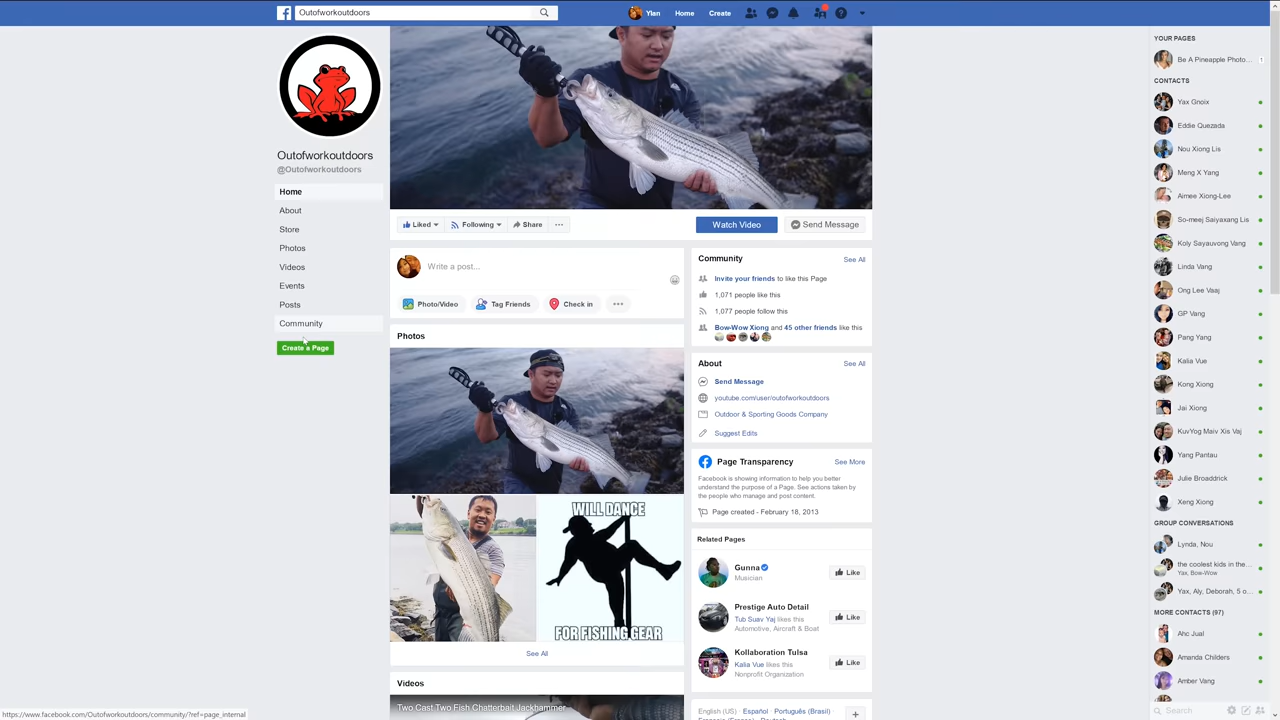 Outofworkoutdoors
Ylan
Home
Create
Outofworkoutdoors
@Outofworkoutdoors
Home
About
Store
Photos
Videos
Events
Posts
Community
Create a Page
Liked
Following
Share
Watch Video
Send Message
Write a post...
Photo/Video
Tag Friends
Check in
Photos
WILL DANCE
FOR FISHING GEAR
See All
Videos
Two Cast Two Fish Chatterbait Jackhammer
Community
See All
Invite your friends to like this Page
1,071 people like this
1,077 people follow this
Bow-Wow Xiong and 45 other friends like this
About
See All
Send Message
youtube.com/user/outofworkoutdoors
Outdoor & Sporting Goods Company
Suggest Edits
Page Transparency
See More
Facebook is showing information to help you better
understand the purpose of a Page. See actions taken by
the people who manage and post content.
Page created - February 18, 2013
Related Pages
Gunna
Musician
Like
Prestige Auto Detail
Tub Suav Yaj likes this
Automotive, Aircraft & Boat
Like
Kollaboration Tulsa
Kalia Vue likes this
Nonprofit Organization
Like
English (US) · Español · Português (Brasil) ·
YOUR PAGES
Be A Pineapple Photo... 1
CONTACTS
Yax Gnoix
Eddie Quezada
Nou Xiong Lis
Meng X Yang
Aimee Xiong-Lee
So-meej Saiyaxang Lis
Koly Sayauvong Vang
Linda Vang
Ong Lee Vaaj
GP Vang
Pang Yang
Kalia Vue
Kong Xiong
Jai Xiong
KuvYog Maiv Xis Vaj
Yang Pantau
Julie Broaddrick
Xeng Xiong
GROUP CONVERSATIONS
Lynda, Nou
the coolest kids in the...
Yax, Bow-Wow
Yax, Aly, Deborah, 5 o...
MORE CONTACTS (97)
Ahc Jual
Amanda Childers
Amber Vang
Search
https://www.facebook.com/Outofworkoutdoors/community/?ref=page_internal